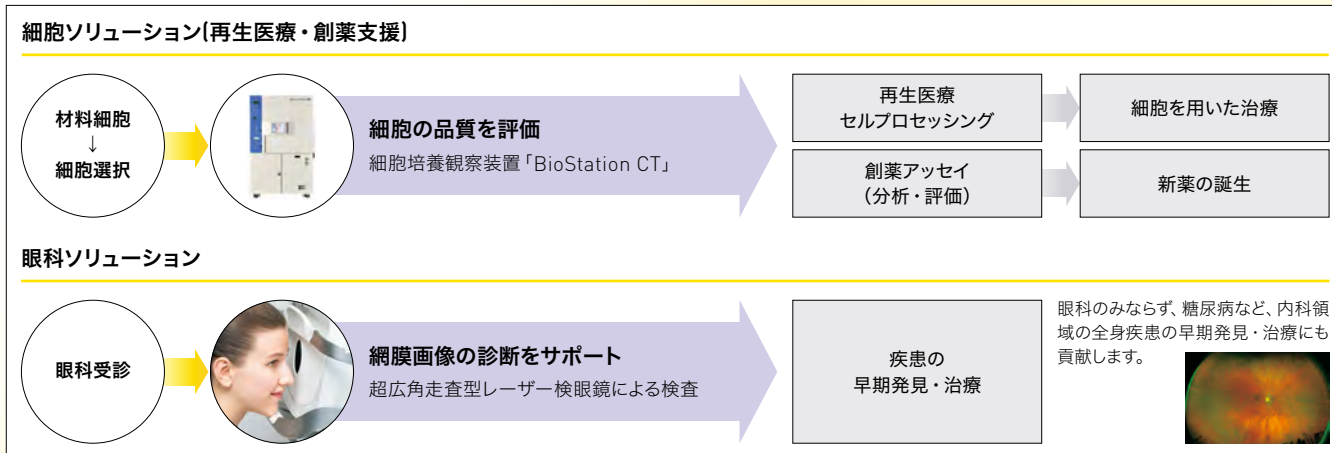 細胞ソリューション(再生医療・創薬支援)
材料細胞
↓
細胞選択
細胞の品質を評価
細胞培養観察装置「BioStation CT」
再生医療
セルプロセッシング
細胞を用いた治療
創薬アッセイ
（分析・評価）
新薬の誕生
眼科ソリューション
眼科受診
網膜画像の診断をサポート
超広角走査型レーザー検眼鏡による検査
疾患の
早期発見・治療
眼科のみならず、糖尿病など、内科領
域の全身疾患の早期発見・治療にも
貢献します。